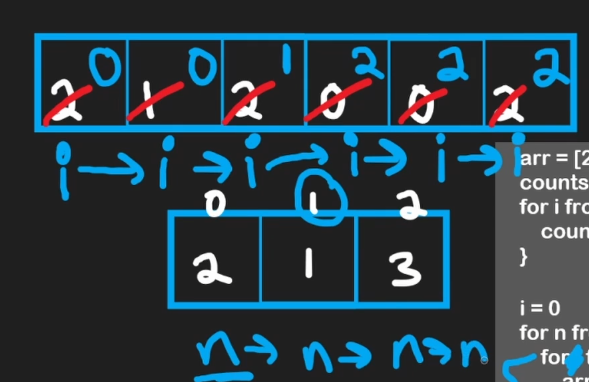 0 0 1 2 2 2
2 1 2 0 0 2
i → i → i → i → i → i
arr = [2
counts
0 1 2
for i fro
coun
2 1 3
}
i = 0
n → n → n → n
for n fr
for
arr